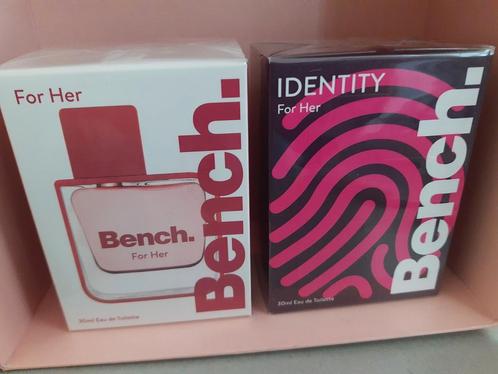 For Her
Bench.
Bench.
For Her
30ml Eau de Toilette
IDENTITY
For Her
Bench.
30ml Eau de Toilette